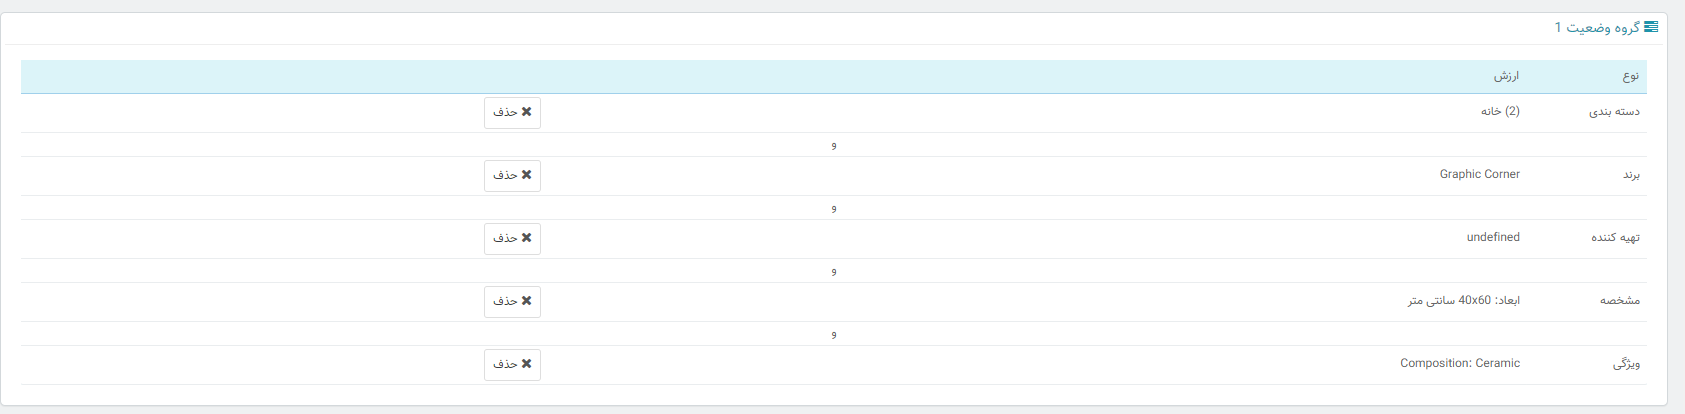 گروه وضعیت 1
نوع ارزش
دسته بندی (2) خانه حذف
و
برند Graphic Corner حذف
و
تهیه کننده undefined حذف
و
مشخصه ابعاد: 40x60 سانتی متر حذف
و
ویژگی Composition: Ceramic حذف